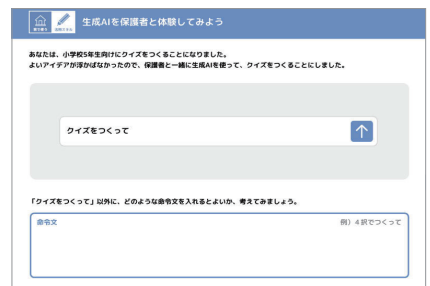 生成AIを保護者と体験してみよう
あなたは、小学校5年生向けにクイズをつくることになりました。
よいアイデアが浮かばなかったので、保護者と一緒に生成AIを使って、クイズをつくることにしました。
クイズをつくって
「クイズをつくって」以外に、どのような命令文を入れるとよいか、考えてみましょう。
命令文
例）4択でつくって